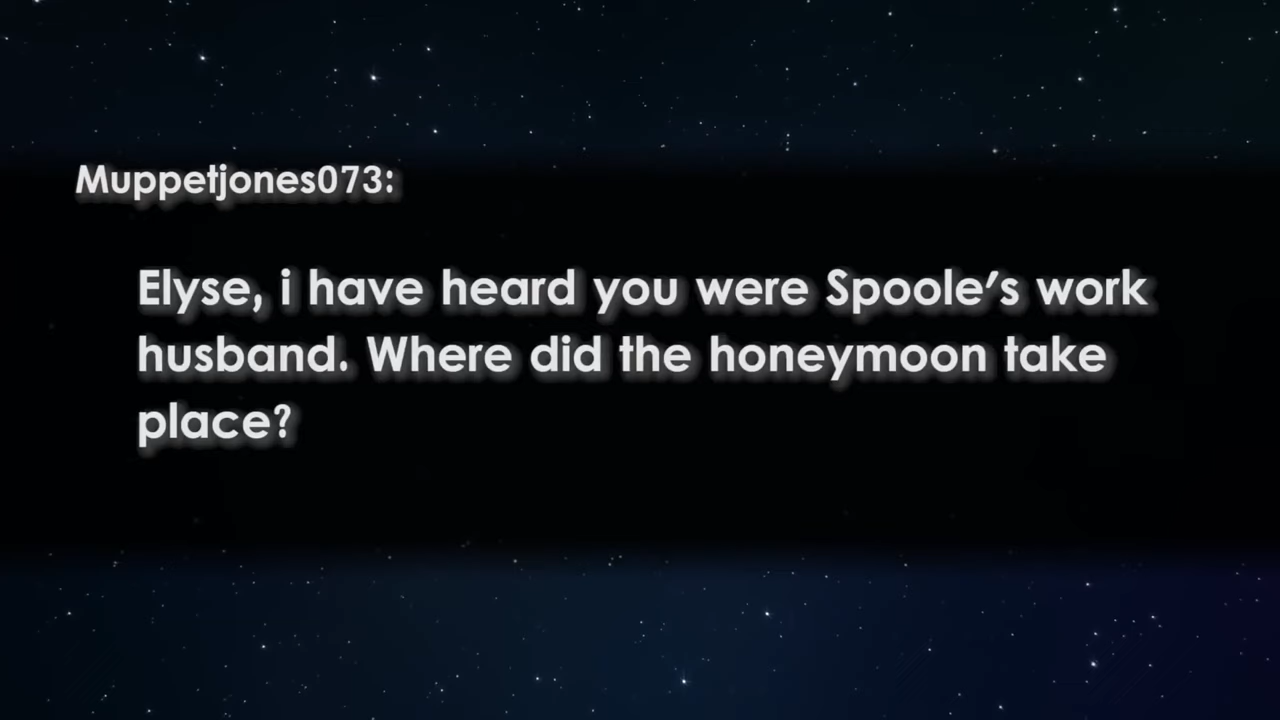 Muppetjones073:
Elyse, i have heard you were Spoole's work
husband. Where did the honeymoon take
place?